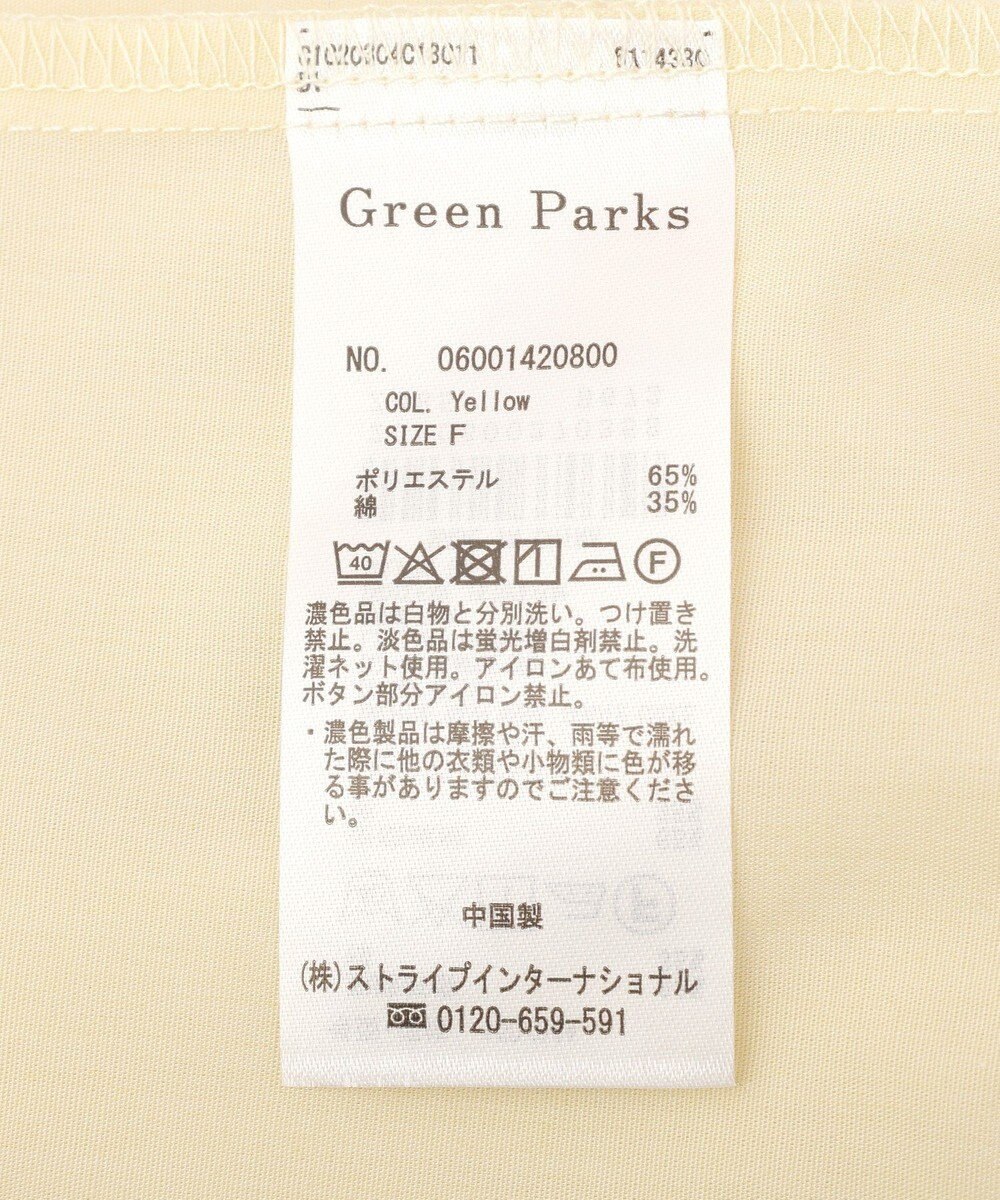 Green Parks
NO. 06001420800
COL. Yellow
SIZE F
ポリエステル 65%
綿 35%
40 F
濃色品は白物と分別洗い。つけ置き
禁止。淡色品は蛍光増白剤禁止。洗
濯ネット使用。アイロンあて布使用。
ボタン部分アイロン禁止。
・濃色製品は摩擦や汗、雨等で濡れ
た際に他の衣類や小物類に色が移
る事がありますのでご注意くださ
い。
中国製
(株)ストライプインターナショナル
0120-659-591